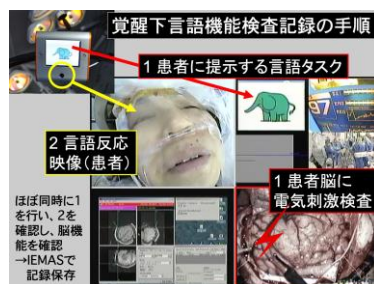 覚醒下言語機能検査記録の手順
1 患者に提示する言語タスク
97
2 言語反応
映像(患者)
1 患者脳に
電気刺激検査
ほぼ同時に1
を行い、2を
確認し、脳機
能を確認
→IEMASで
記録保存